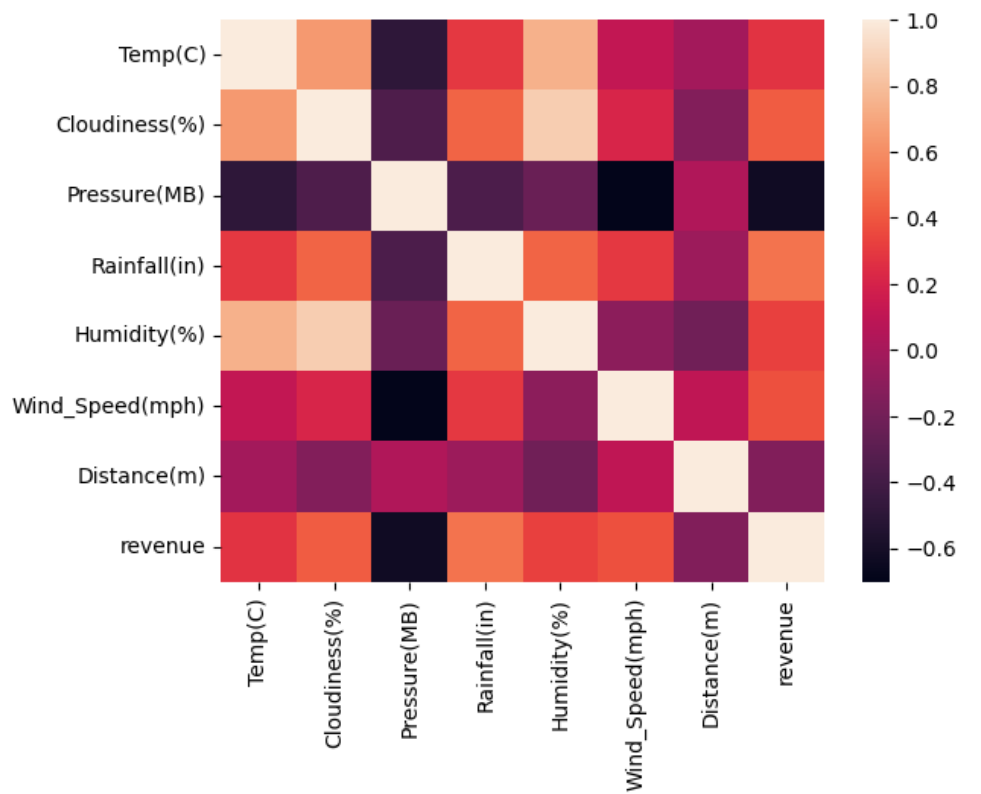 Temp(C)
Cloudiness(%)
Pressure(MB)
Rainfall(in)
Humidity(%)
Wind_Speed(mph)
Distance(m)
revenue
Temp(C)
Cloudiness(%)
Pressure(MB)
Rainfall(in)
Humidity(%)
Wind_Speed(mph)
Distance(m)
revenue
1.0
0.8
0.6
0.4
0.2
0.0
−0.2
−0.4
−0.6